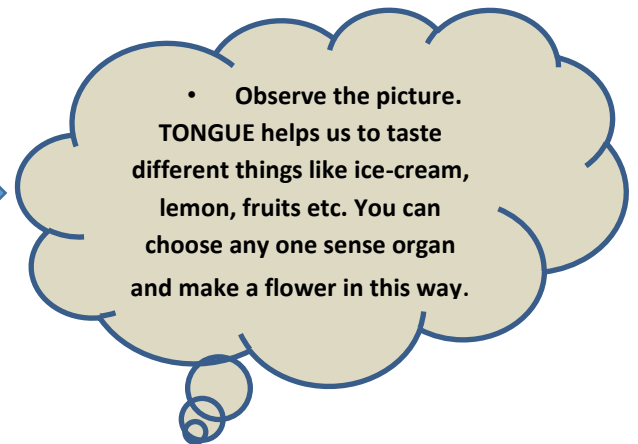 • Observe the picture.
TONGUE helps us to taste
different things like ice-cream,
lemon, fruits etc. You can
choose any one sense organ
and make a flower in this way.